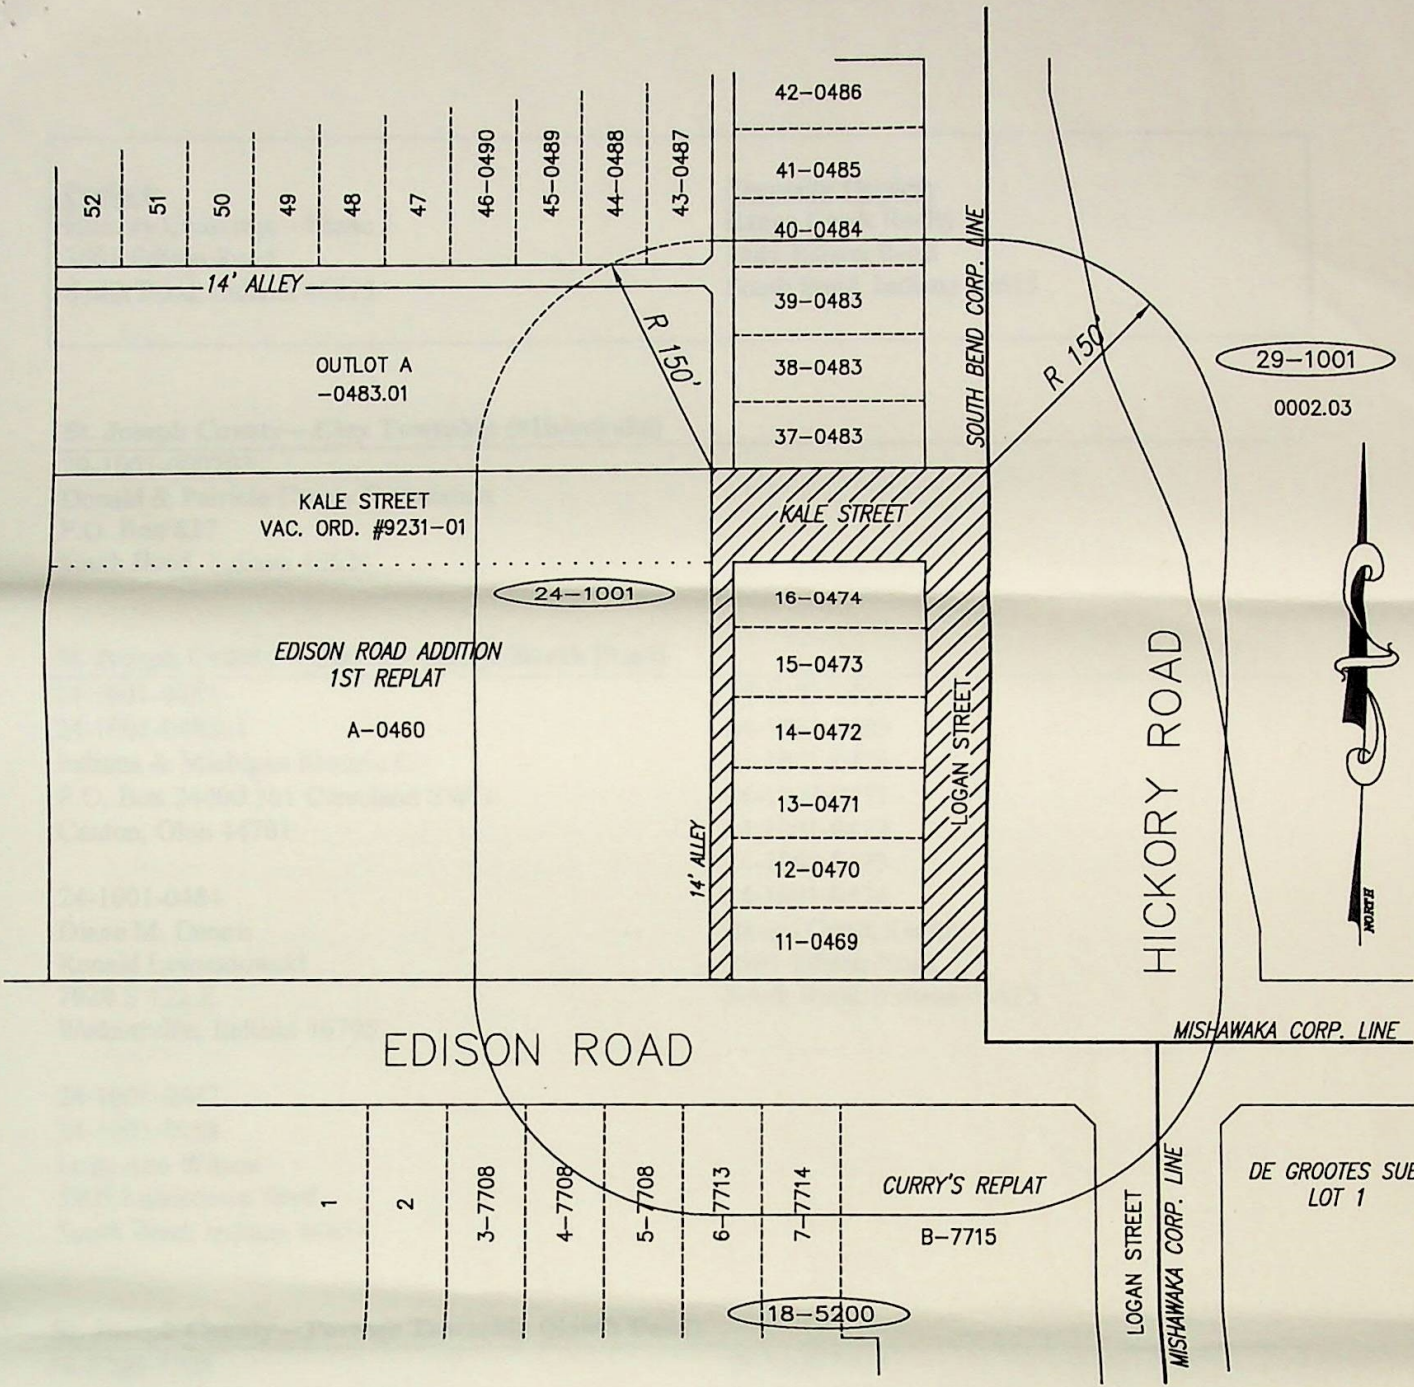 42-0486
41-0485
40-0484
39-0483
38-0483
37-0483
52
51
50
49
48
47
46-0490
45-0489
44-0488
43-0487
14' ALLEY
R 150'
SOUTH BEND CORP. LINE
R 150'
29-1001
0002.03
OUTLOT A
-0483.01
KALE STREET
VAC. ORD. #9231-01
KALE STREET
24-1001
EDISON ROAD ADDITION
1ST REPLAT
A-0460
16-0474
15-0473
14-0472
13-0471
12-0470
11-0469
14' ALLEY
LOGAN STREET
HICKORY ROAD
NORTH
EDISON ROAD
MISHAWAKA CORP. LINE
1
2
3-7708
4-7708
5-7708
6-7713
7-7714
CURRY'S REPLAT
B-7715
18-5200
LOGAN STREET
MISHAWAKA CORP. LINE
DE GROOTES SUB
LOT 1